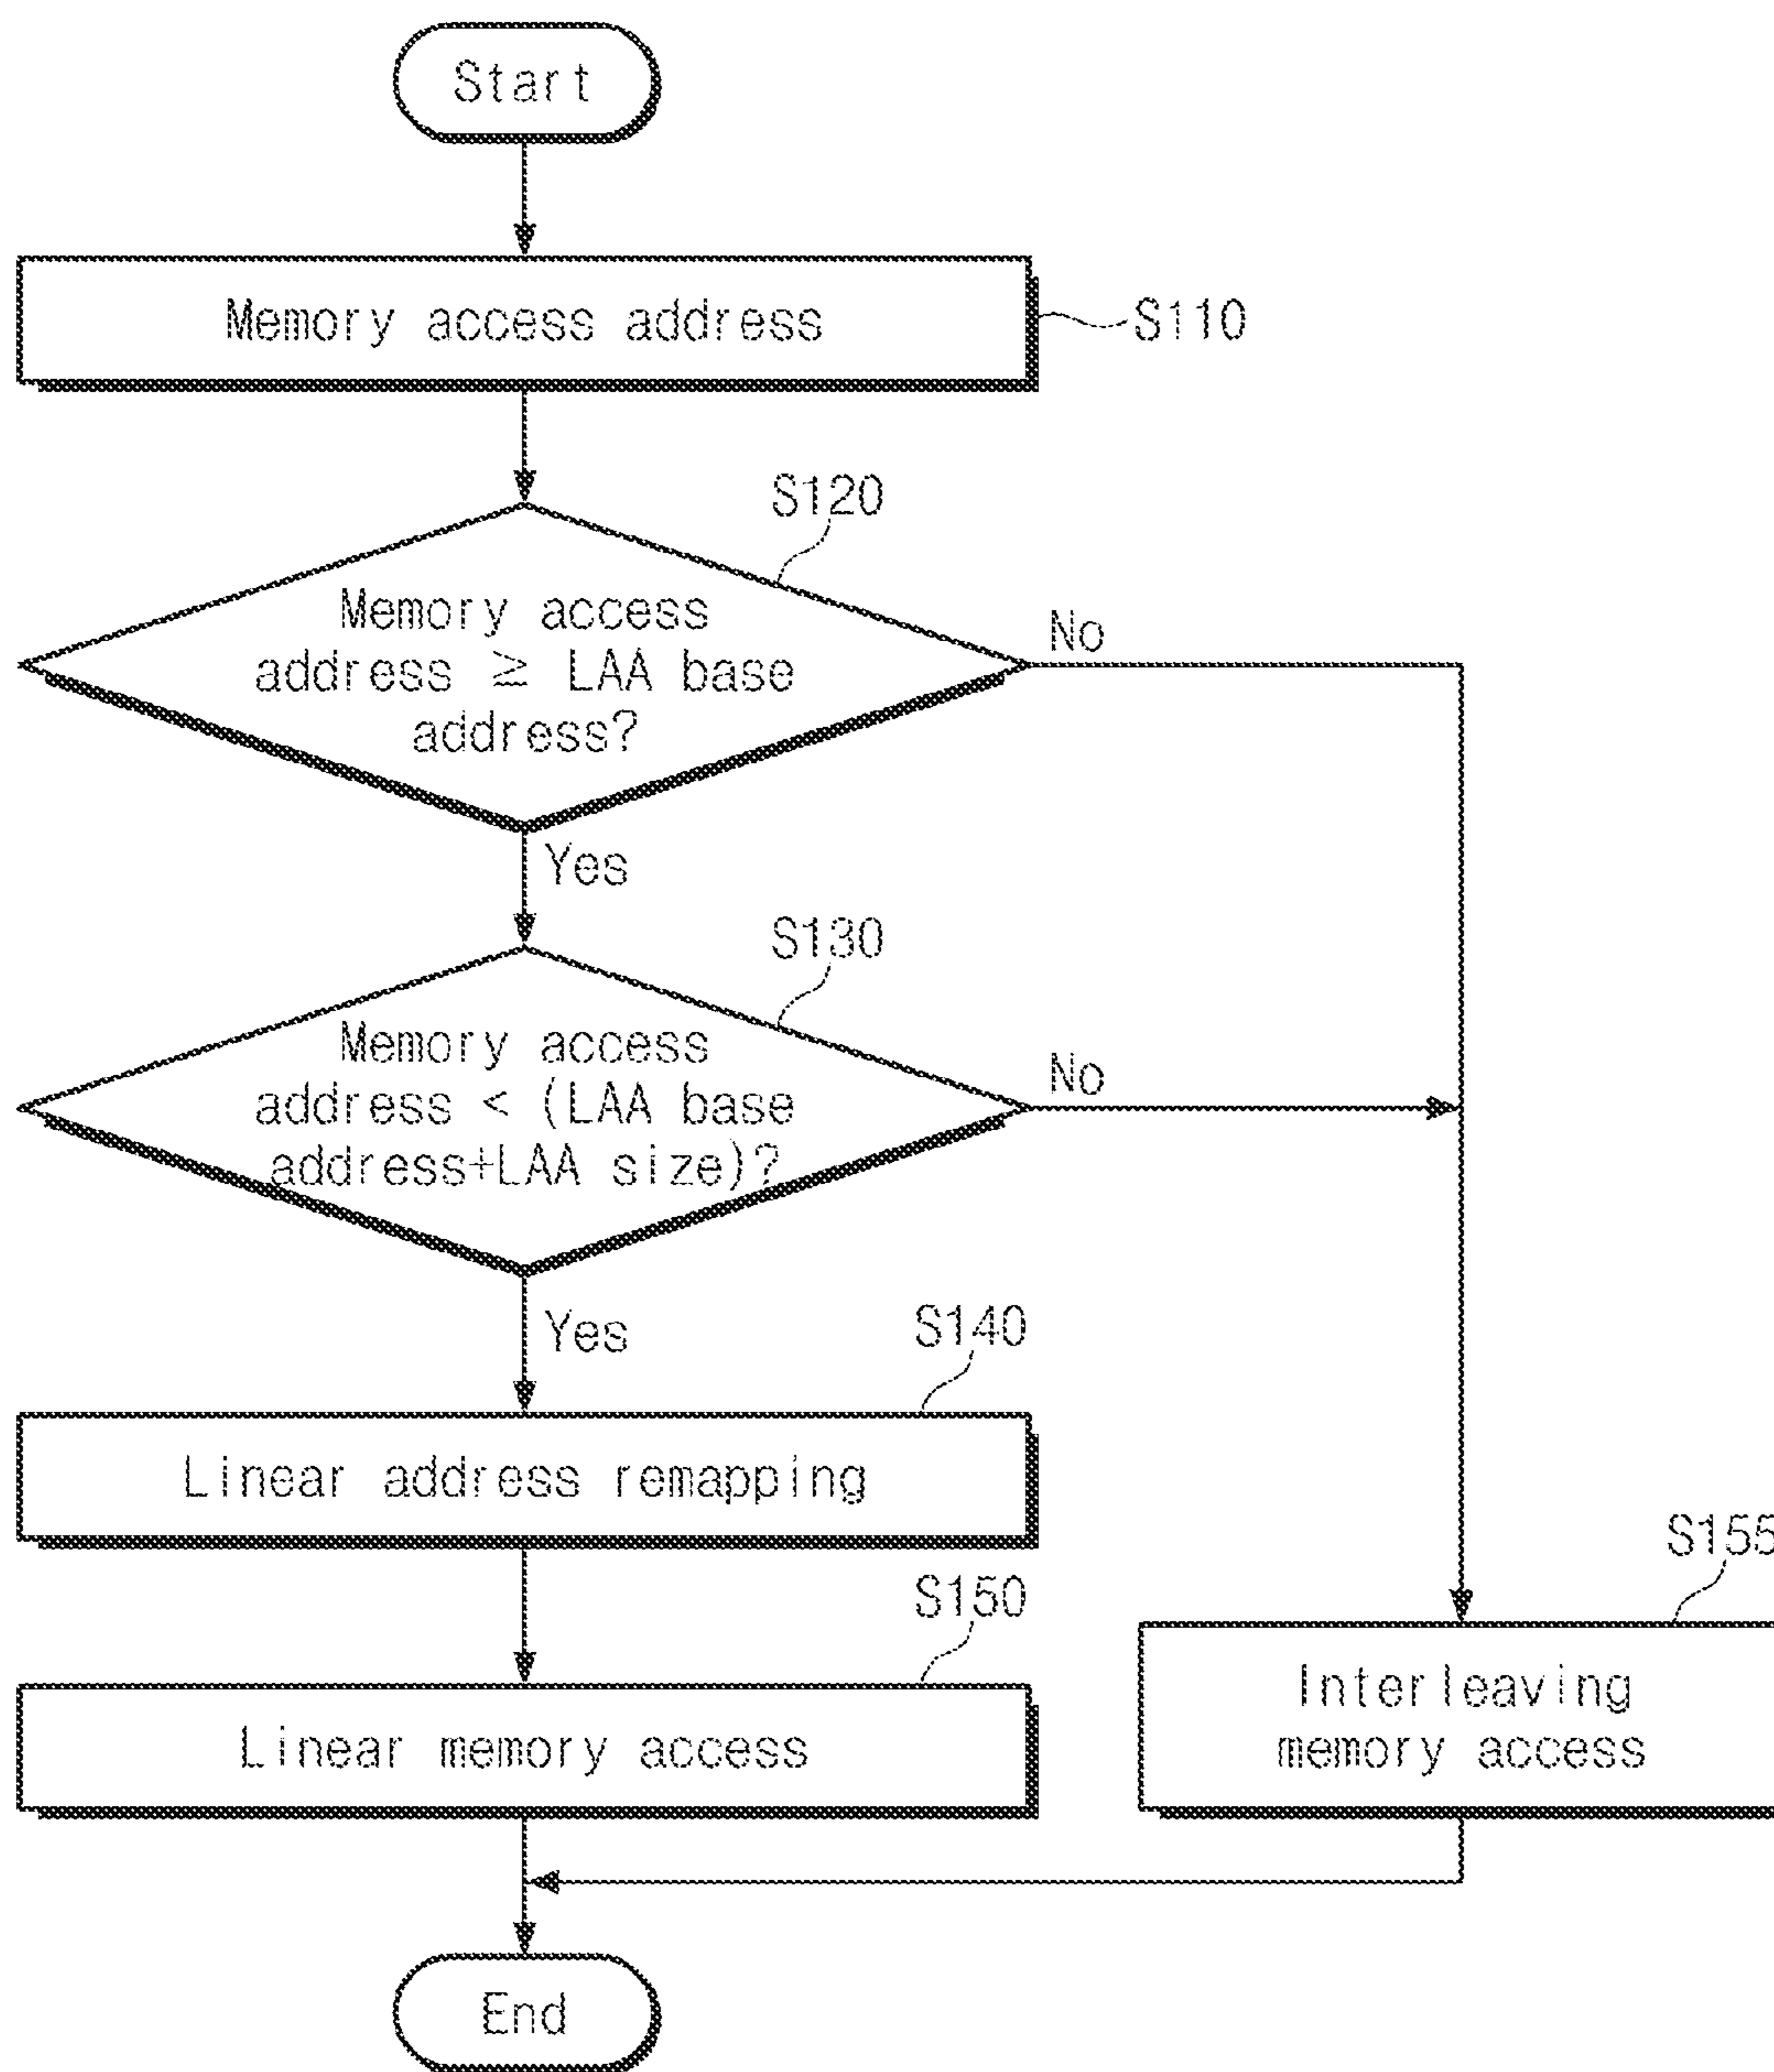 Start
Memory access address
S110
S120
Memory access
address ≥ LAA base
address?
No
Yes
S130
Memory access
address < (LAA base
address+LAA size)?
No
Yes
S140
Linear address remapping
S150
Linear memory access
S155
Interleaving
memory access
End